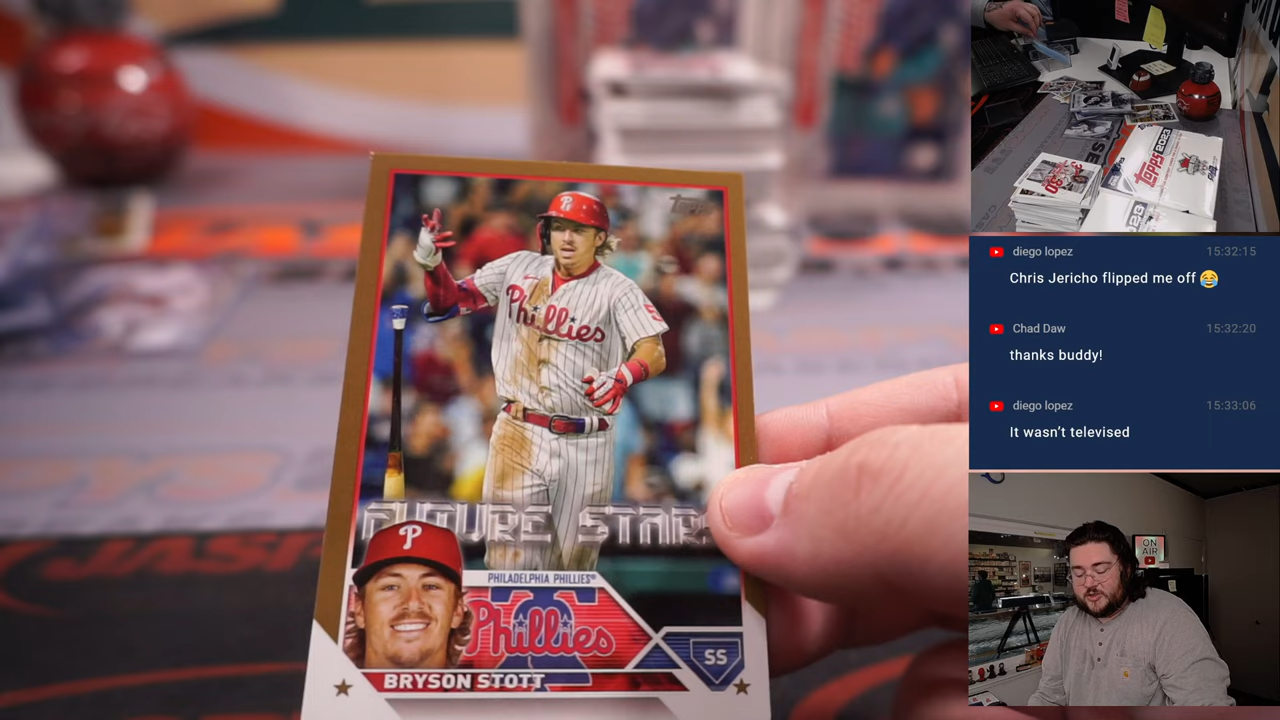 Topps
Phillies
FUTURE STARS
P
PHILADELPHIA PHILLIES®
Phillies
SS
BRYSON STOTT
JASE
TOPPS
2023
diego lopez 15:32:15
Chris Jericho flipped me off 😂
Chad Daw 15:32:20
thanks buddy!
diego lopez 15:33:06
It wasn't televised
ON
AIR